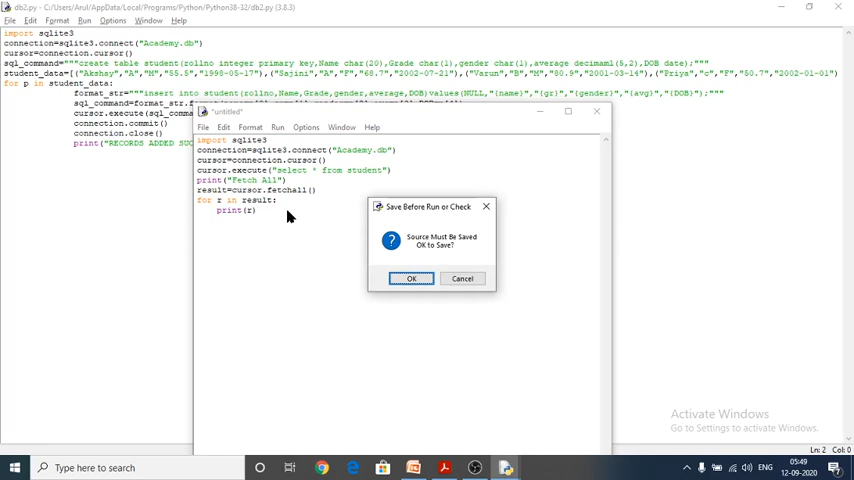 db2.py - C:/Users/Arul/AppData/Local/Programs/Python/Python38-32/db2.py (3.8.3)
File Edit Format Run Options Window Help
import sqlite3
connection=sqlite3.connect("Academy.db")
cursor=connection.cursor()
sql_command="""create table student(rollno integer primary key,Name char(20),Grade char(1),gender char(1),average decimaml(5,2),DOB date);"""
student_data=[("Akshay","A","M","55.5","1998-05-17"),("Sajini","A","F","68.7","2002-07-21"),("Varun","B","M","80.9","2001-03-14"),("Priya","c","F","50.7","2002-01-01")
for p in student_data:
format_str="""insert into student(rollno,Name,Grade,gender,average,DOB)values(NULL,"{name}","{gr}","{gender}","{avg}","{DOB}");"""
sql_command=format_str.
cursor.execute(sql_comma
connection.commit()
connection.close()
print("RECORDS ADDED SUC
*untitled*
File Edit Format Run Options Window Help
import sqlite3
connection=sqlite3.connect("Academy.db")
cursor=connection.cursor()
cursor.execute("select * from student")
print("Fetch All")
result=cursor.fetchall()
for r in result:
print(r)
Save Before Run or Check
Source Must Be Saved
OK to Save?
OK Cancel
Activate Windows
Go to Settings to activate Windows.
Ln: 2 Col: 0
Type here to search
ENG
05:49
12-09-2020